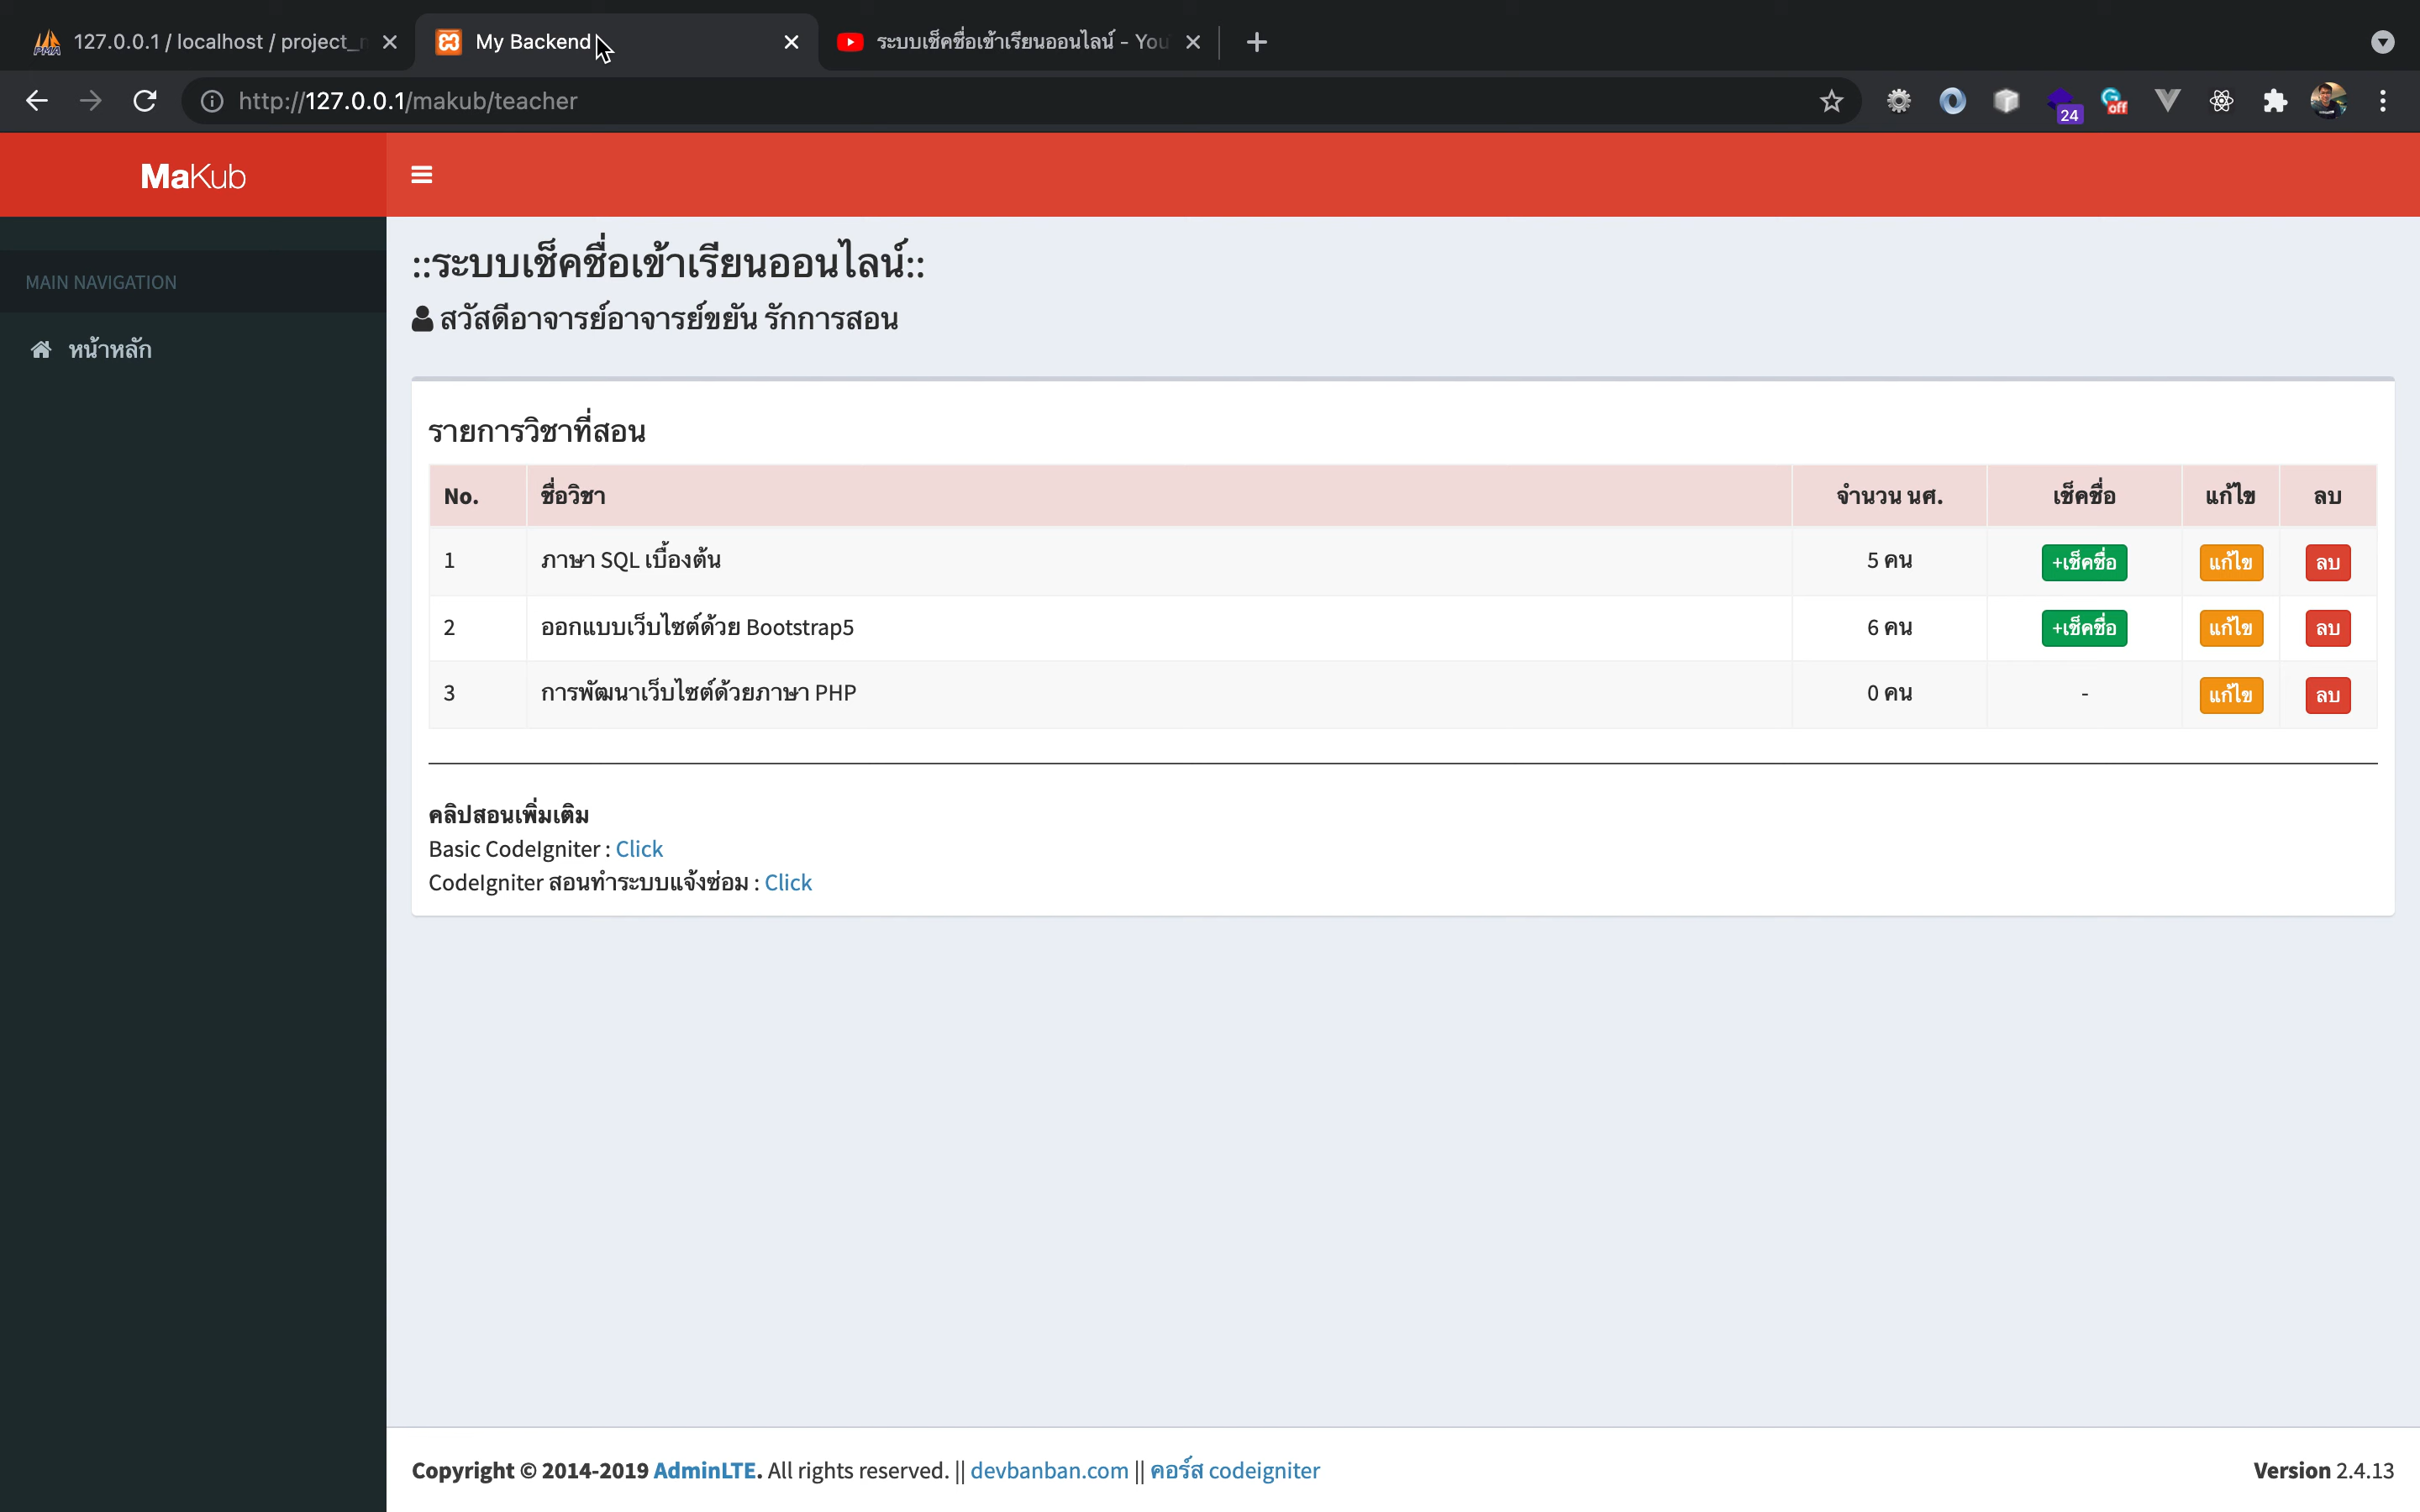 127.0.0.1 / localhost / project_
My Backend
ระบบเช็คชื่อเข้าเรียนออนไลน์ - You
http://127.0.0.1/makub/teacher
24
off
MaKub
MAIN NAVIGATION
หน้าหลัก
::ระบบเช็คชื่อเข้าเรียนออนไลน์::
สวัสดีอาจารย์อาจารย์ขยัน รักการสอน
รายการวิชาที่สอน
No. ชื่อวิชา จำนวน นศ. เช็คชื่อ แก้ไข ลบ
1 ภาษา SQL เบื้องต้น 5 คน +เช็คชื่อ แก้ไข ลบ
2 ออกแบบเว็บไซต์ด้วย Bootstrap5 6 คน +เช็คชื่อ แก้ไข ลบ
3 การพัฒนาเว็บไซต์ด้วยภาษา PHP 0 คน - แก้ไข ลบ
คลิปสอนเพิ่มเติม
Basic CodeIgniter : Click
CodeIgniter สอนทำระบบแจ้งซ่อม : Click
Copyright © 2014-2019 AdminLTE. All rights reserved. || devbanban.com || คอร์ส codeigniter
Version 2.4.13